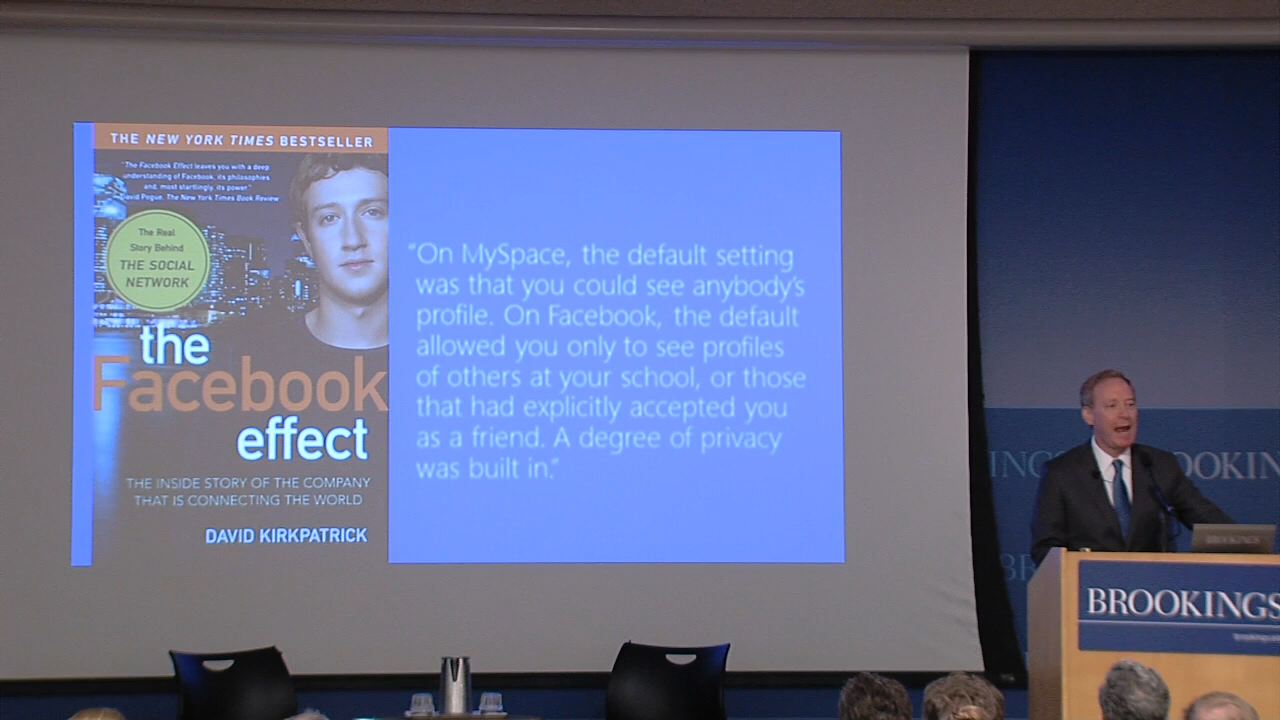 THE NEW YORK TIMES BESTSELLER
"The Facebook Effect leaves you with a deep
understanding of Facebook, its philosophies
and, most startlingly, its power."
David Pogue, The New York Times Book Review
The Real
Story Behind
THE SOCIAL
NETWORK
the
Facebook
effect
THE INSIDE STORY OF THE COMPANY
THAT IS CONNECTING THE WORLD
DAVID KIRKPATRICK
“On MySpace, the default setting
was that you could see anybody’s
profile. On Facebook, the default
allowed you only to see profiles
of others at your school, or those
that had explicitly accepted you
as a friend. A degree of privacy
was built in.”
INGS
OOKIN
BR
BROOKINGS
BROOKINGS